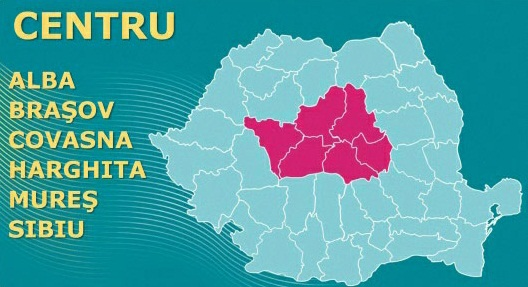 CENTRU
ALBA
BRAŞOV
COVASNA
HARGHITA
MUREŞ
SIBIU